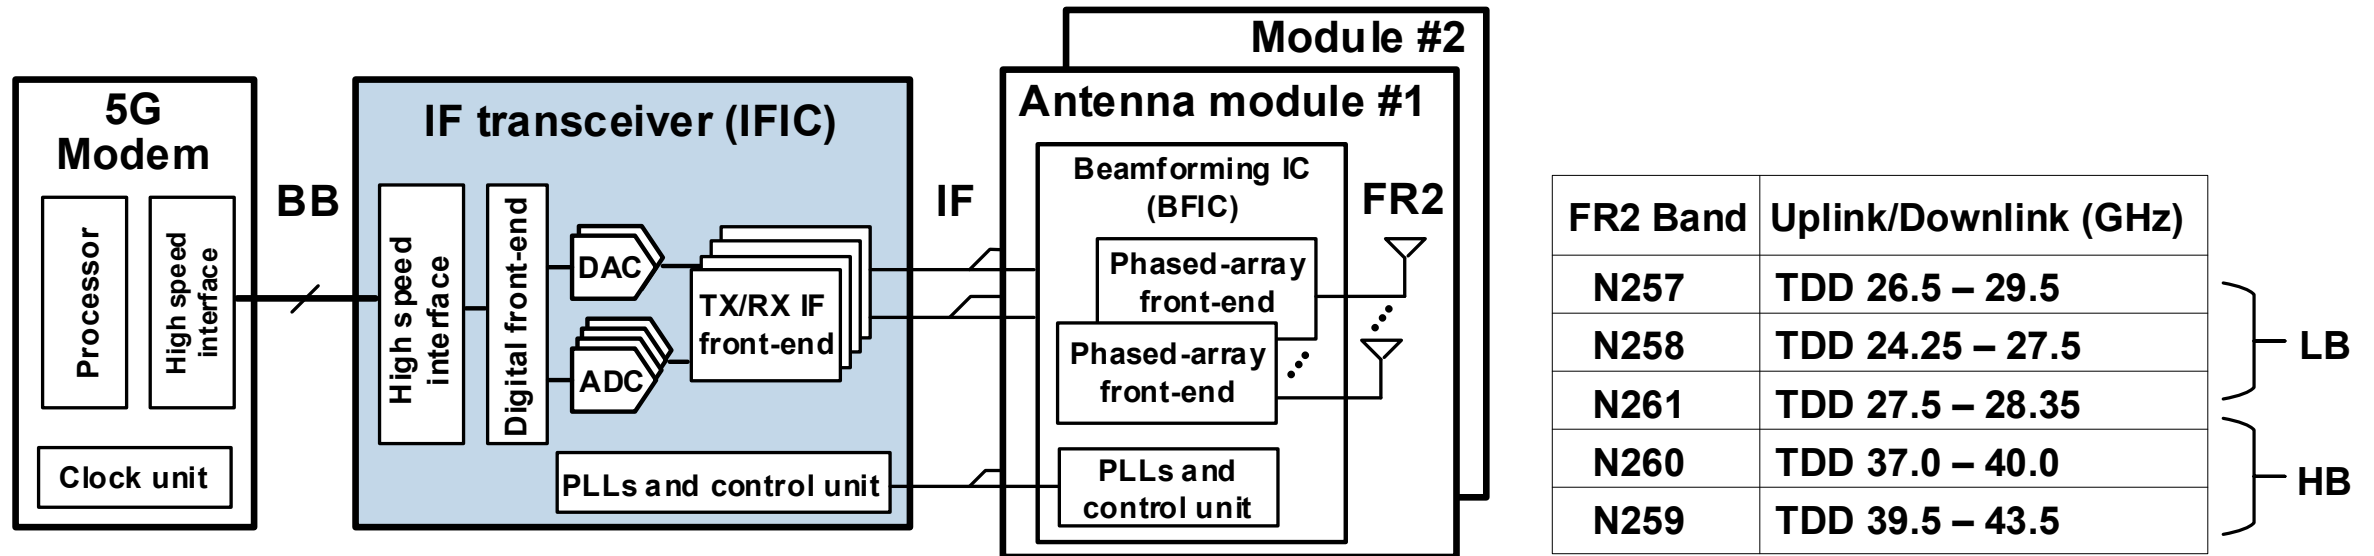 5G
Modem
Processor
High speed
interface
Clock unit
BB
IF transceiver (IFIC)
High speed
interface
Digital front-end
DAC
ADC
TX/RX IF
front-end
PLLs and control unit
IF
Module #2
Antenna module #1
Beamforming IC
(BFIC)
FR2
Phased-array
front-end
Phased-array
front-end
PLLs and
control unit
FR2 Band Uplink/Downlink (GHz)
N257 TDD 26.5 – 29.5
N258 TDD 24.25 – 27.5
N261 TDD 27.5 – 28.35
N260 TDD 37.0 – 40.0
N259 TDD 39.5 – 43.5
LB
HB